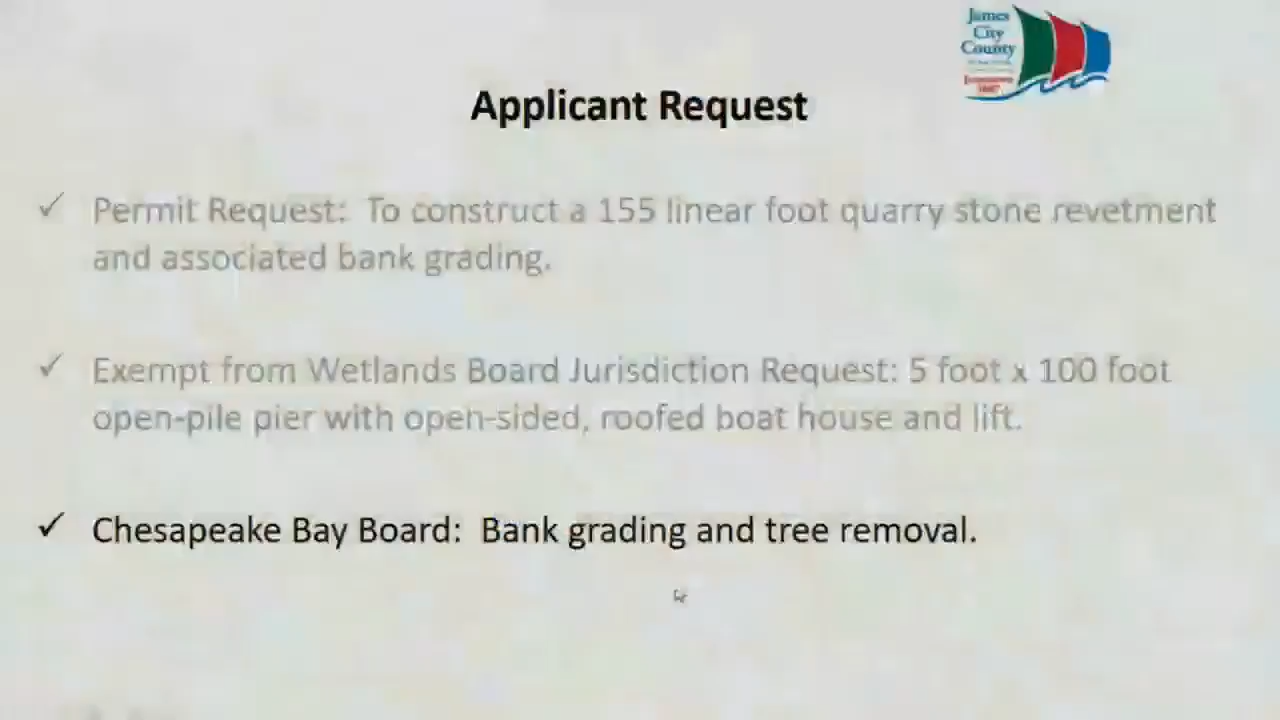 James
City
County
Jamestown
1607
Applicant Request
✓ Permit Request: To construct a 155 linear foot quarry stone revetment
and associated bank grading.
✓ Exempt from Wetlands Board Jurisdiction Request: 5 foot x 100 foot
open-pile pier with open-sided, roofed boat house and lift.
✓ Chesapeake Bay Board: Bank grading and tree removal.